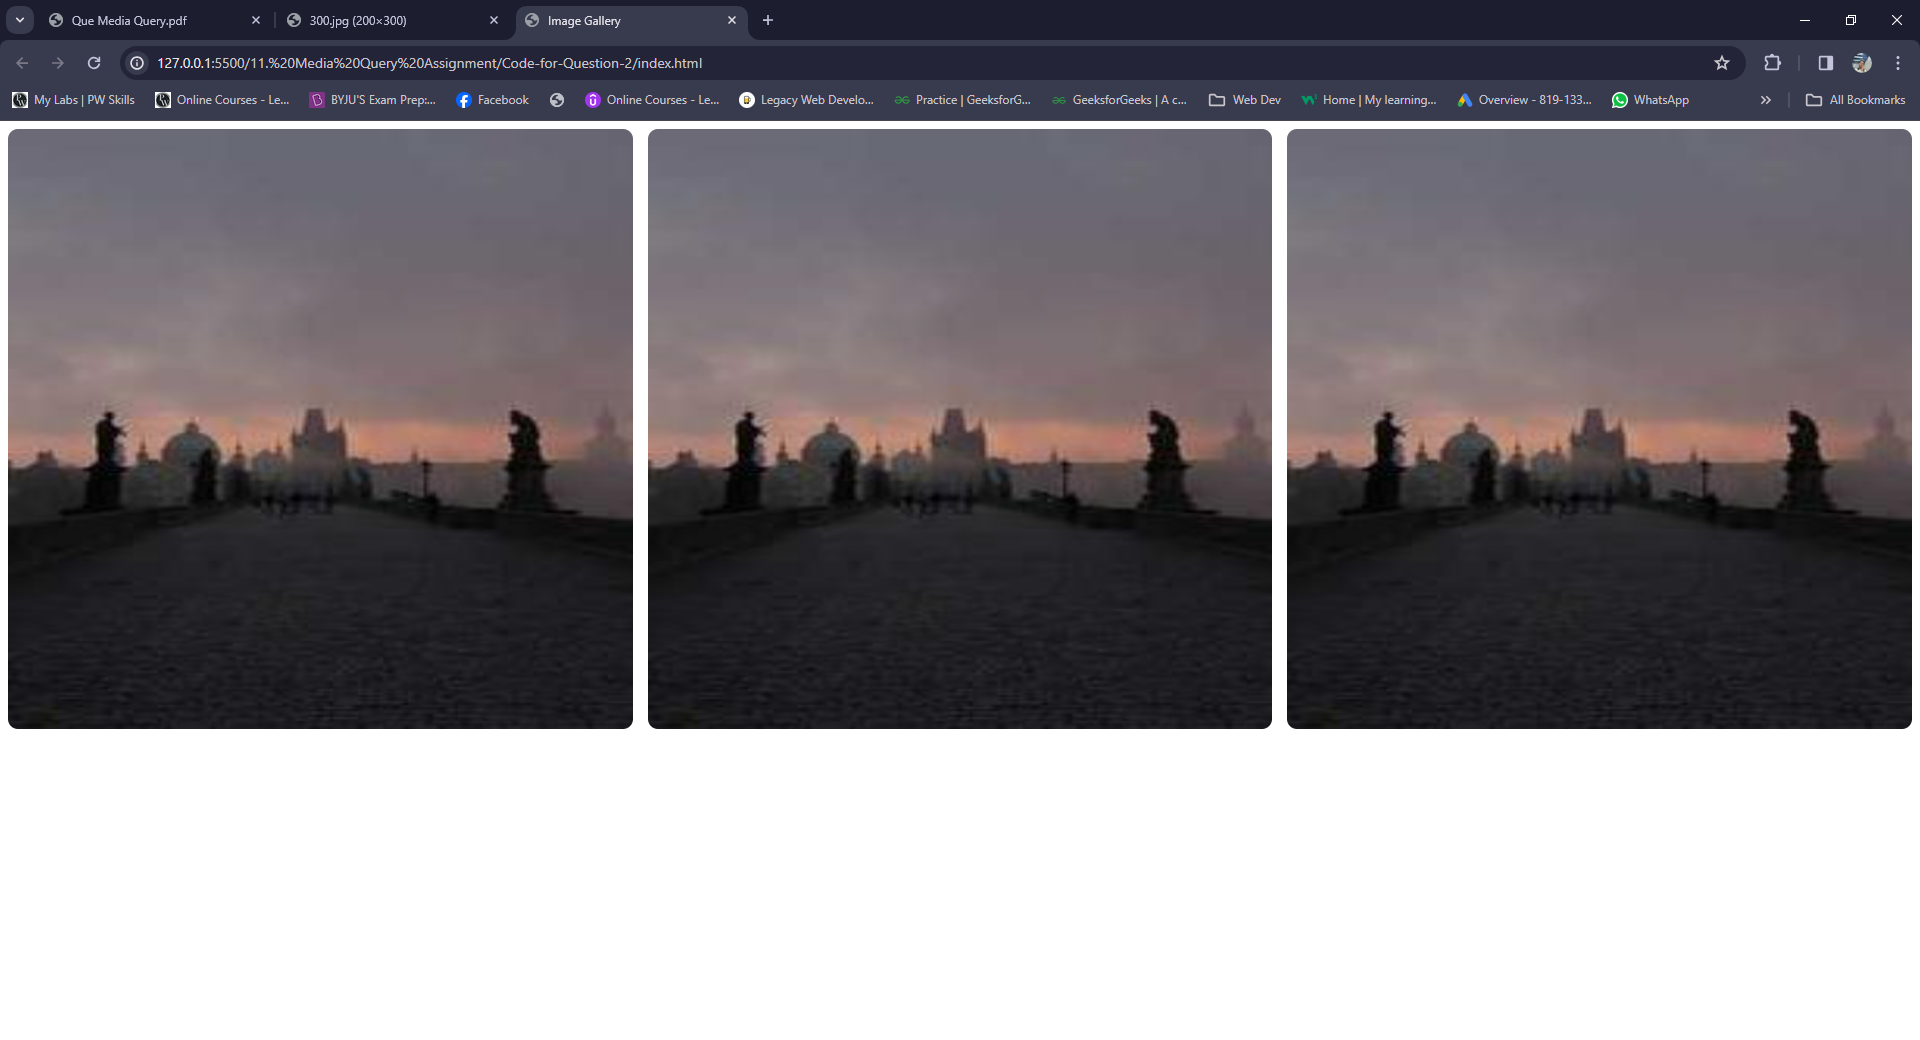 Que Media Query.pdf
300.jpg (200×300)
Image Gallery
127.0.0.1:5500/11.%20Media%20Query%20Assignment/Code-for-Question-2/index.html
My Labs | PW Skills
Online Courses - Le...
BYJU'S Exam Prep:...
Facebook
Online Courses - Le...
Legacy Web Develo...
Practice | GeeksforG...
GeeksforGeeks | A c...
Web Dev
Home | My learning...
Overview - 819-133...
WhatsApp
All Bookmarks